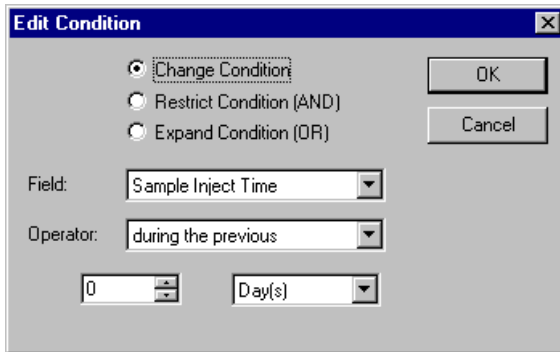 Edit Condition
Change Condition
Restrict Condition (AND)
Expand Condition (OR)
OK
Cancel
Field: Sample Inject Time
Operator: during the previous
0 Day(s)